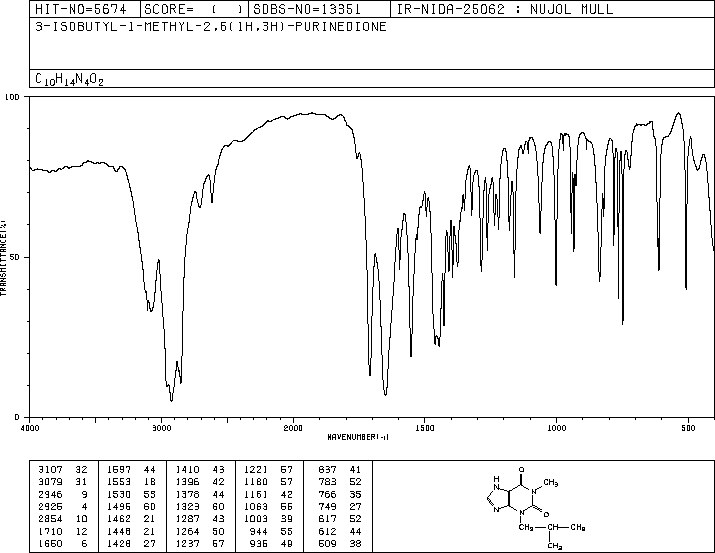 HIT-NO=5674 SCORE= ( ) SDBS-NO=13351 IR-NIDA-25062 : NUJOL MULL
3-ISOBUTYL-1-METHYL-2,6(1H,3H)-PURINEDIONE
C10H14N4O2
100
50
0
TRANSMITTANCE(%)
4000 3000 2000 1500 1000 500
WAVENUMBER(-1)
3107 32 1597 44 1410 43 1221 57 837 41
3079 31 1553 18 1396 42 1180 57 783 52
2946 9 1530 55 1378 44 1161 42 766 35
2925 4 1495 60 1323 60 1063 55 749 27
2854 10 1462 21 1287 43 1003 39 617 52
1710 12 1448 21 1264 50 944 55 612 44
1650 6 1428 27 1237 57 935 49 509 38
O
H
N
N
N
N
CH3
O
CH2
CH3
CH3